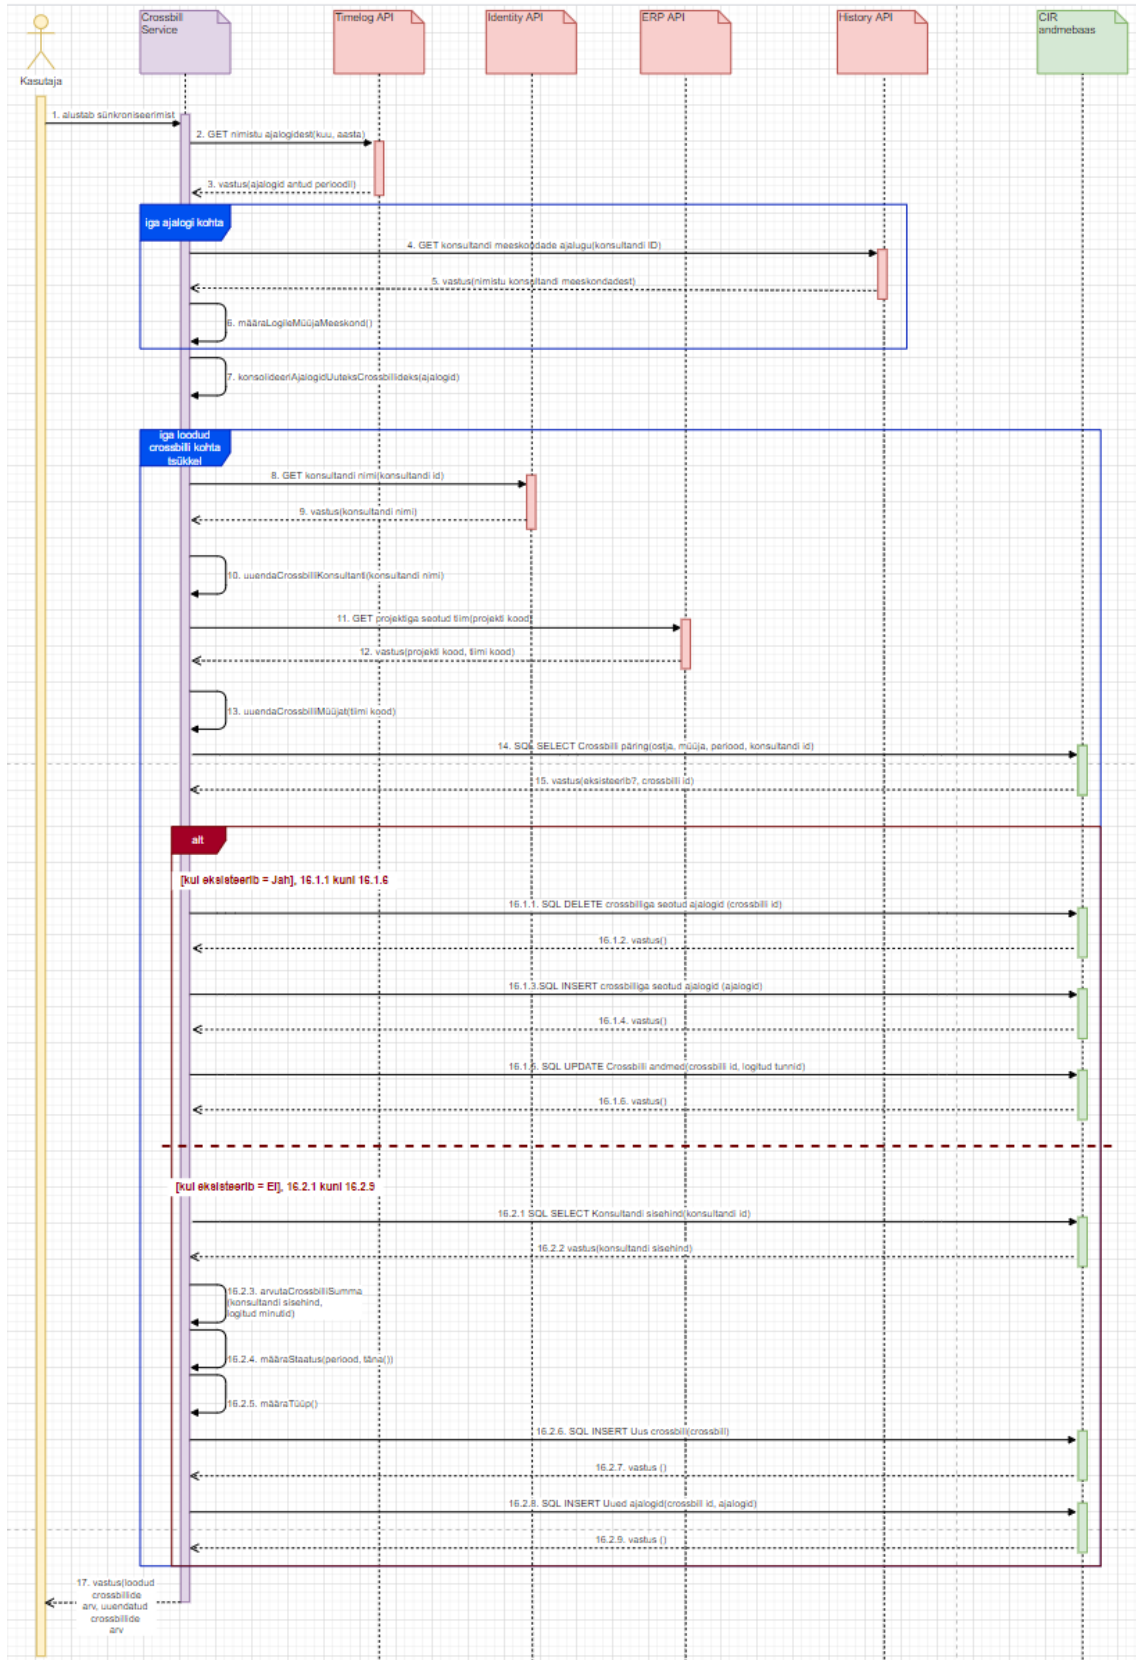 Crossbill
Service
Timelog API
Identity API
ERP API
History API
CIR
andmebaas
Kasutaja
1. alustab sünkroniseerimist
2. GET nimistu ajalogidest(kuu, aasta)
3. vastus(ajalogid antud perioodil)
iga ajalogi kohta
4. GET konsultandi meeskondade ajalugu(konsultandi ID)
5. vastus(nimistu konsultandi meeskondadest)
6. määraLogileMüüjaMeeskond()
7. konsolideeriAjalogidUuteksCrossbillideks(ajalogid)
iga loodud
crossbilli kohta
tsükkel
8. GET konsultandi nimi(konsultandi id)
9. vastus(konsultandi nimi)
10. uuendaCrossbilliKonsultanti(konsultandi nimi)
11. GET projektiga seotud tiim(projekti kood)
12. vastus(projekti kood, tiimi kood)
13. uuendaCrossbilliMüüjat(tiimi kood)
14. SQL SELECT Crossbilli päring(ostja, müüja, periood, konsultandi id)
15. vastus(eksisteerib?, crossbilli id)
alt
[kui eksisteerib = Jah], 16.1.1 kuni 16.1.6
16.1.1. SQL DELETE crossbilliga seotud ajalogid (crossbilli id)
16.1.2. vastus()
16.1.3.SQL INSERT crossbilliga seotud ajalogid (ajalogid)
16.1.4. vastus()
16.1.5. SQL UPDATE Crossbilli andmed(crossbilli id, logitud tunnid)
16.1.6. vastus()
[kui eksisteerib = Ei], 16.2.1 kuni 16.2.9
16.2.1 SQL SELECT Konsultandi sisehind(konsultandi id)
16.2.2 vastus(konsultandi sisehind)
16.2.3. arvutaCrossbilliSumma
(konsultandi sisehind,
logitud minutid)
16.2.4. määraStaatus(periood, täna())
16.2.5. määraTüüp()
16.2.6. SQL INSERT Uus crossbill(crossbill)
16.2.7. vastus ()
16.2.8. SQL INSERT Uued ajalogid(crossbill id, ajalogid)
16.2.9. vastus ()
17. vastus(loodud
crossbillide
arv, uuendatud
crossbillide
arv